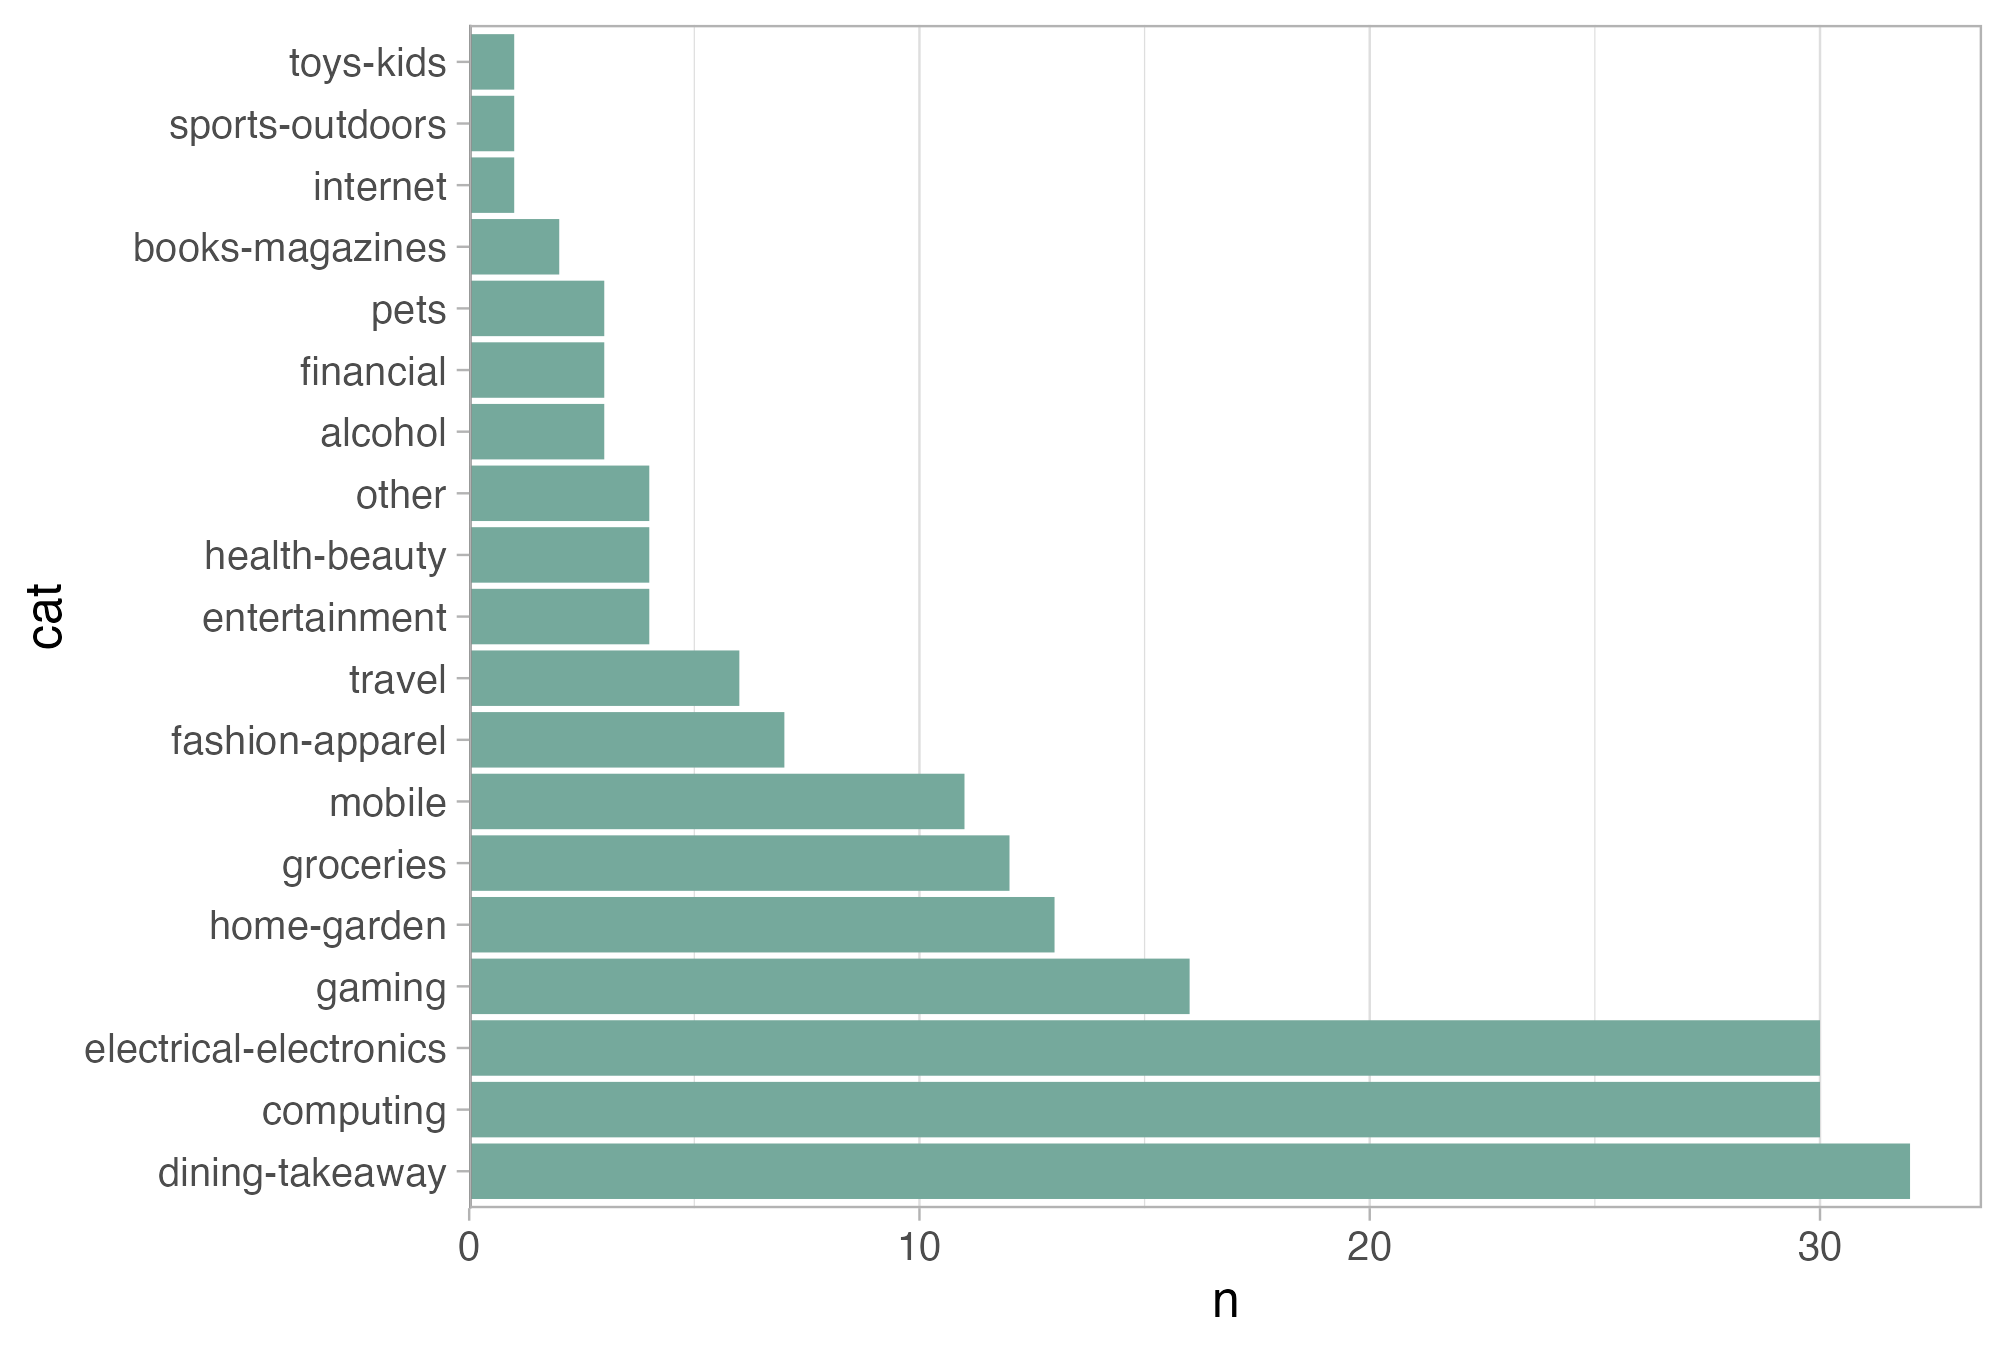 toys-kids
sports-outdoors
internet
books-magazines
pets
financial
alcohol
other
health-beauty
entertainment
travel
fashion-apparel
mobile
groceries
home-garden
gaming
electrical-electronics
computing
dining-takeaway
cat
0 10 20 30
n